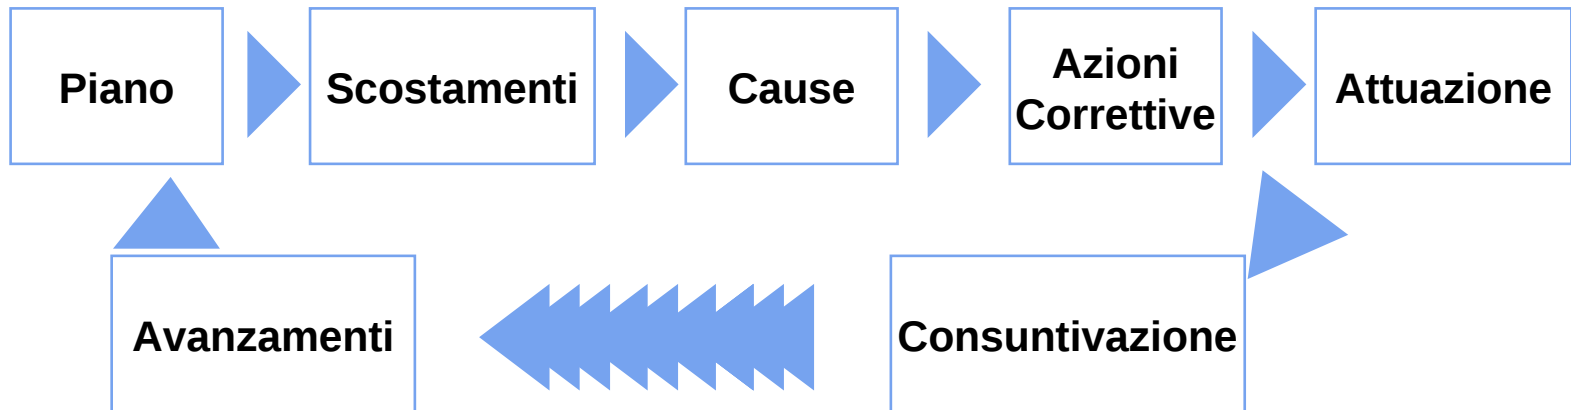 Piano
Scostamenti
Cause
Azioni
Correttive
Attuazione
Avanzamenti
Consuntivazione